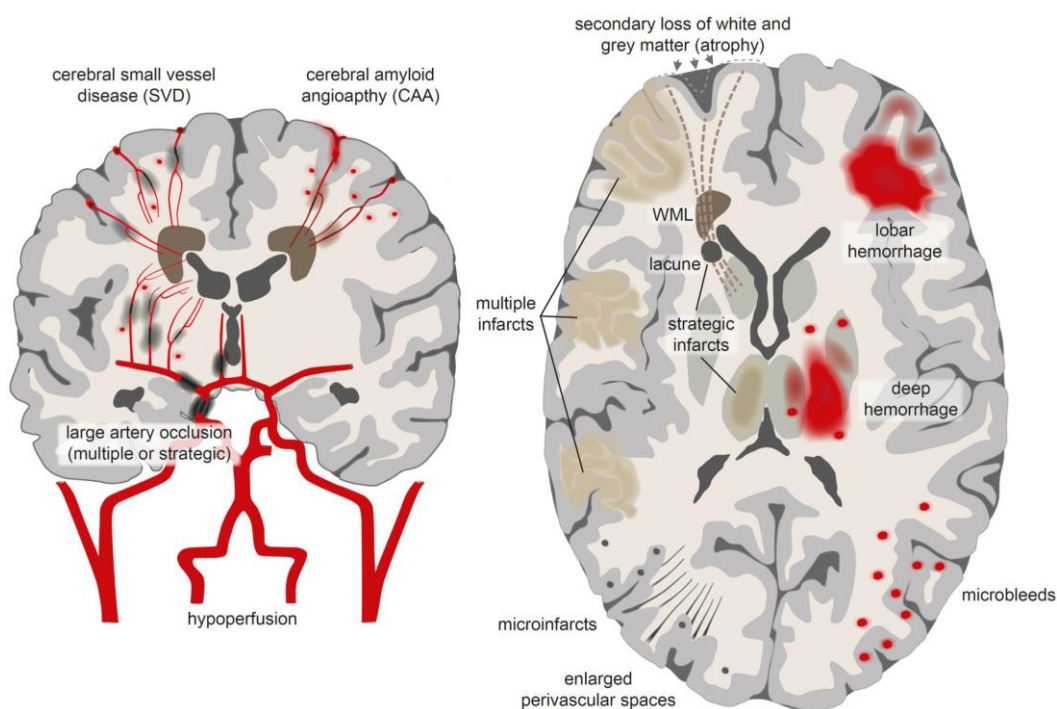 cerebral small vessel
disease (SVD)
cerebral amyloid
angioapthy (CAA)
large artery occlusion
(multiple or strategic)
hypoperfusion
secondary loss of white and
grey matter (atrophy)
WML
lacune
lobar
hemorrhage
multiple
infarcts
strategic
infarcts
deep
hemorrhage
microbleeds
microinfarcts
enlarged
perivascular spaces